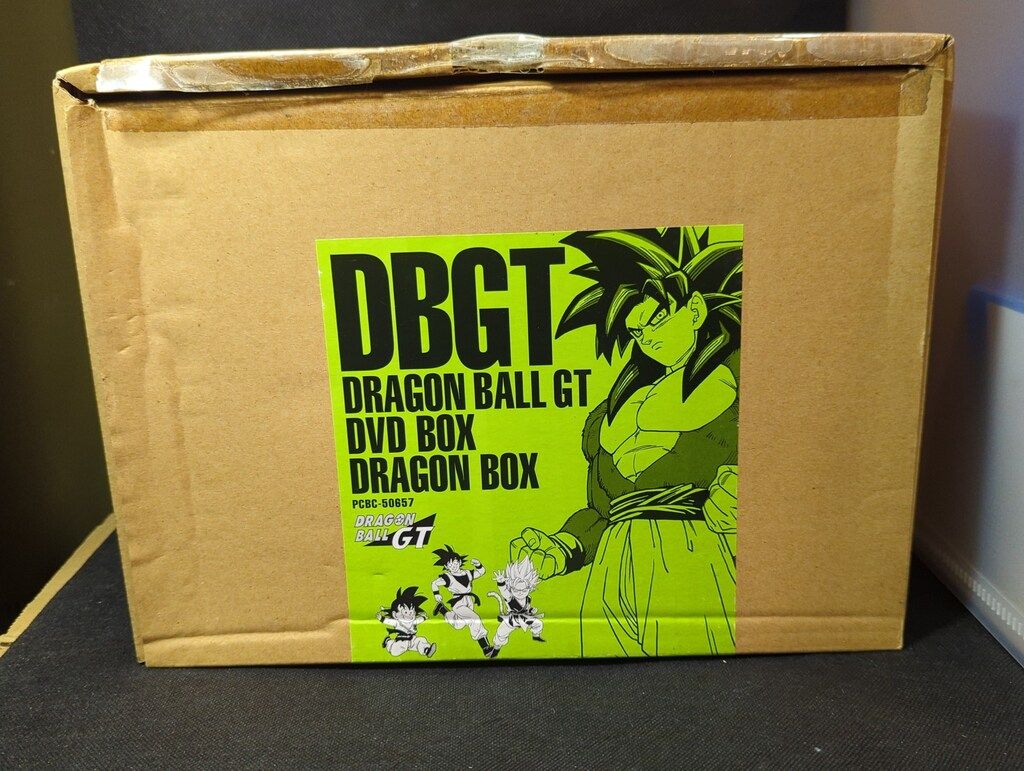 DBGT
DRAGON BALL GT
DVD BOX
DRAGON BOX
PCBC-50657
DRAGON
BALL GT